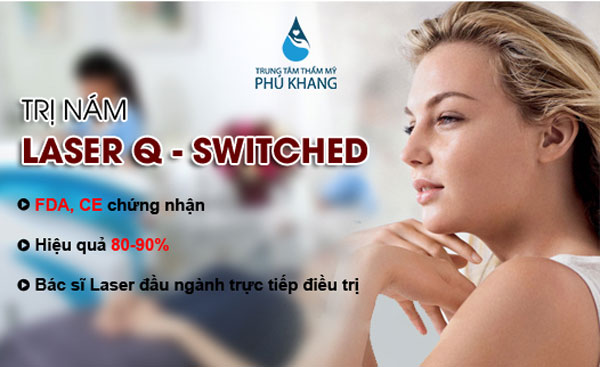 TRUNG TÂM THẨM MỸ
PHÚ KHANG
TRỊ NÁM
LASER Q - SWITCHED
FDA, CE chứng nhận
Hiệu quả 80-90%
Bác sĩ Laser đầu ngành trực tiếp điều trị